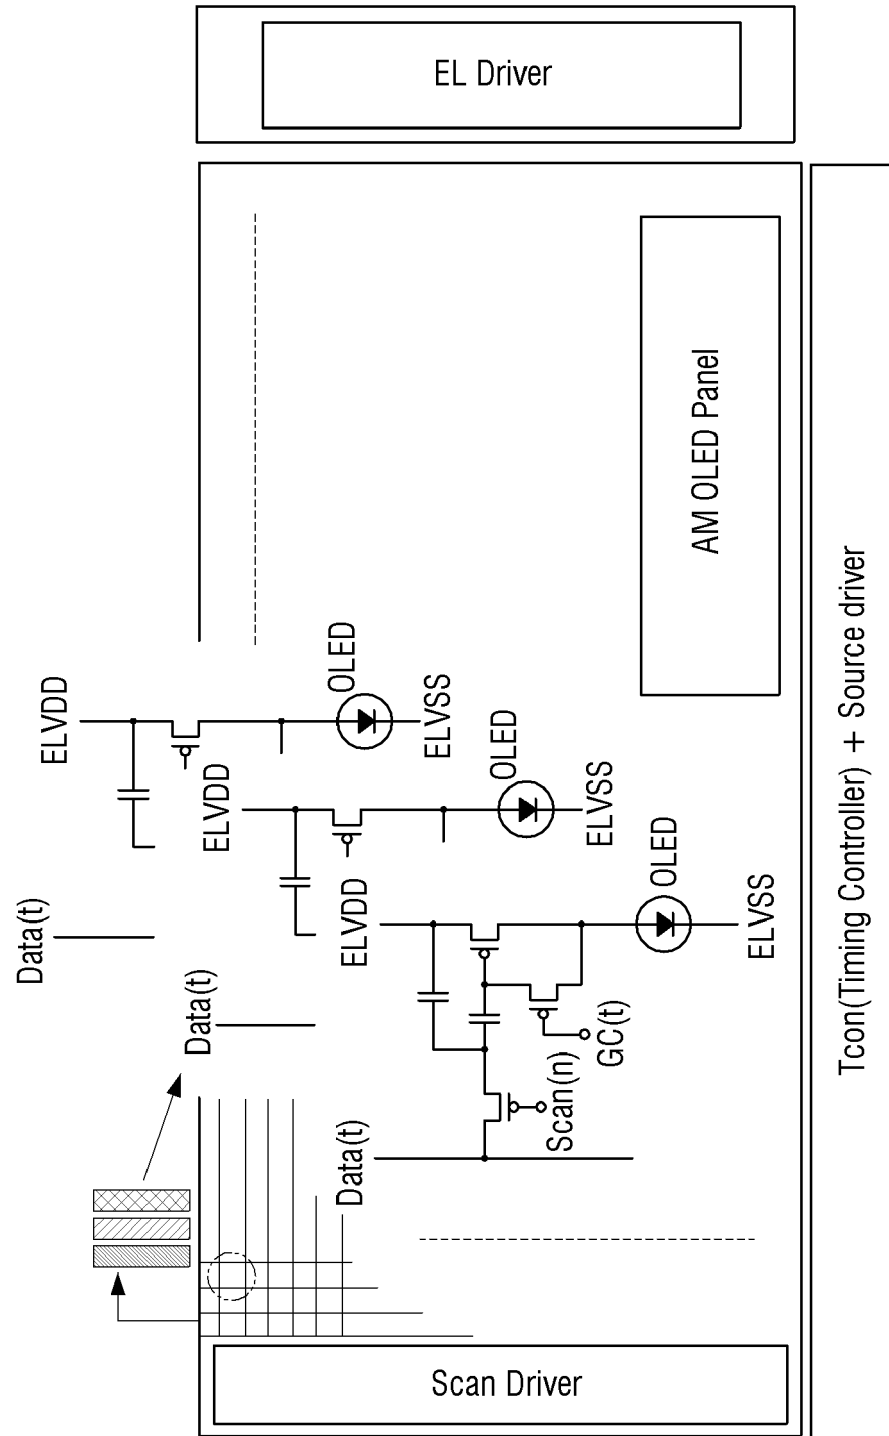 EL Driver
AM OLED Panel
Tcon(Timing Controller) + Source driver
Scan Driver
ELVDD
OLED
ELVSS
Data(t)
ELVDD
OLED
ELVSS
Data(t)
ELVDD
OLED
ELVSS
GC(t)
Scan(n)
Data(t)